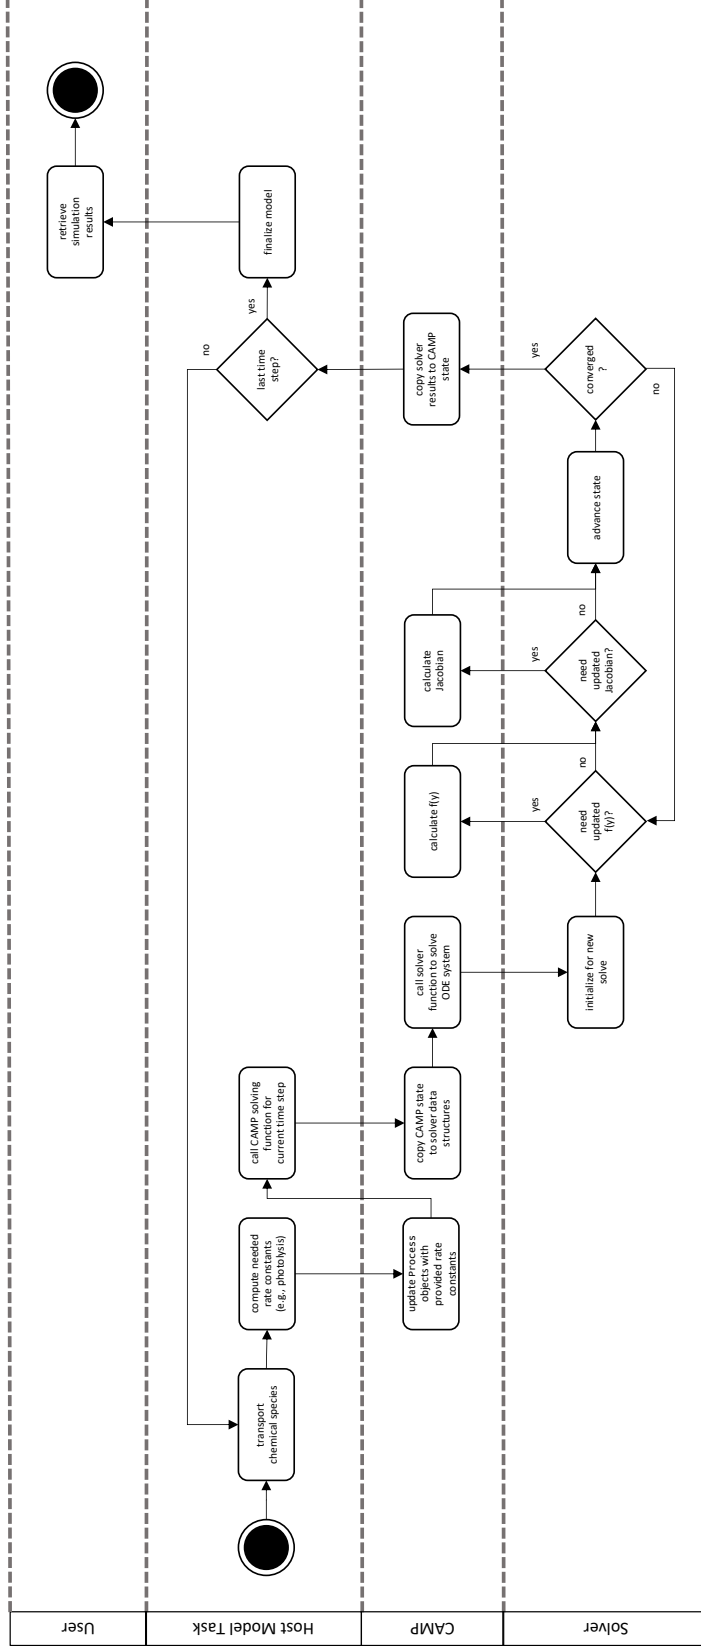 User
Host Model Task
CAMP
Solver
transport
chemical species
compute needed
rate constants
(e.g., photolysis)
update Process
objects with
provided rate
constants
call CAMP solving
function for
current time step
copy CAMP state
to solver data
structures
call solver
function to solve
ODE system
initialize for new
solve
need
updated
f(y)?
yes
no
calculate f(y)
need
updated
Jacobian?
yes
no
calculate
Jacobian
advance state
converged
?
yes
no
copy solver
results to CAMP
state
last time
step?
no
yes
finalize model
retrieve
simulation
results